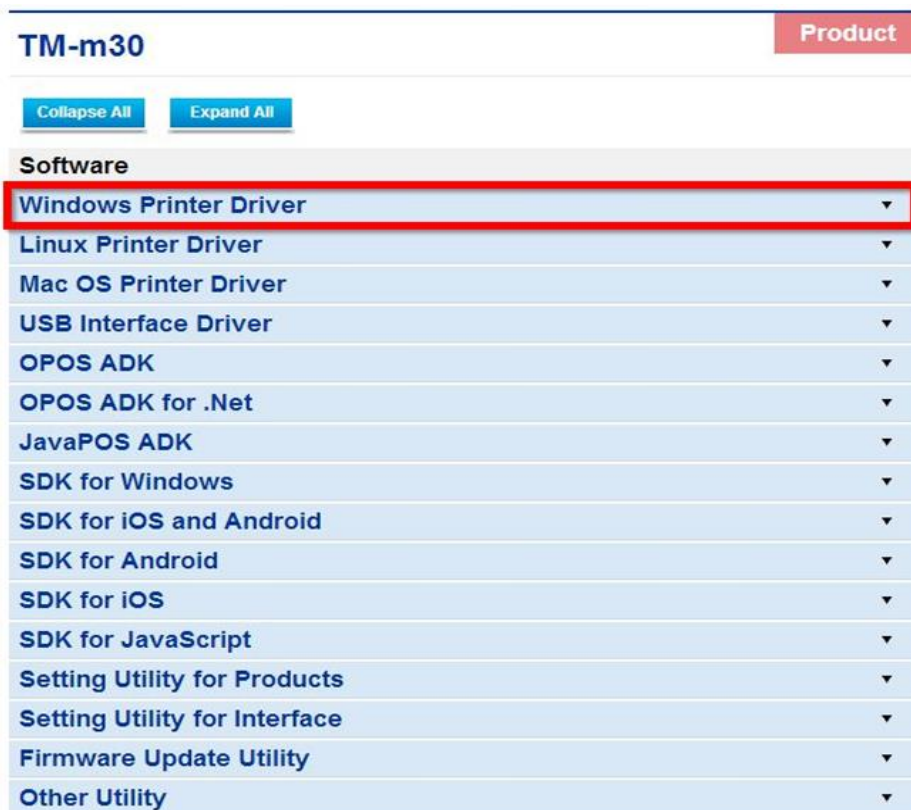 TM-m30
Product
Collapse All
Expand All
Software
Windows Printer Driver
Linux Printer Driver
Mac OS Printer Driver
USB Interface Driver
OPOS ADK
OPOS ADK for .Net
JavaPOS ADK
SDK for Windows
SDK for iOS and Android
SDK for Android
SDK for iOS
SDK for JavaScript
Setting Utility for Products
Setting Utility for Interface
Firmware Update Utility
Other Utility